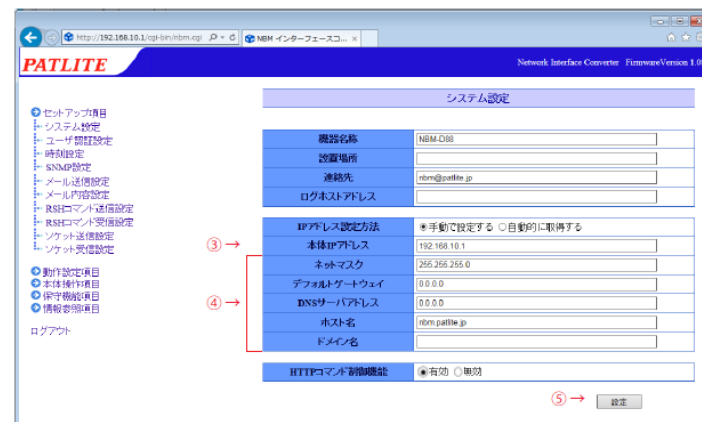 http://192.168.10.1/cgi-bin/nbm.cgi
NBM インターフェースコ... ×
PATLITE
Network Interface Converter FirmwareVersion 1.0
システム設定
セットアップ項目
システム設定
ユーザ認証設定
時刻設定
SNMP設定
メール送信設定
メール内容設定
RSHコマンド送信設定
RSHコマンド受信設定
ソケット送信設定
ソケット受信設定
動作設定項目
本体操作項目
保守機能項目
情報参照項目
ログアウト
機器名称 NBM-D88
設置場所
連絡先 nbm@patlite.jp
ログホストアドレス
IPアドレス設定方法 手動で設定する 自動的に取得する
③→ 本体IPアドレス 192.168.10.1
ネットマスク 255.255.255.0
デフォルトゲートウェイ 0.0.0.0
④→ DNSサーバアドレス 0.0.0.0
ホスト名 nbm.patlite.jp
ドメイン名
HTTPコマンド制御機能 有効 無効
⑤→ 設定